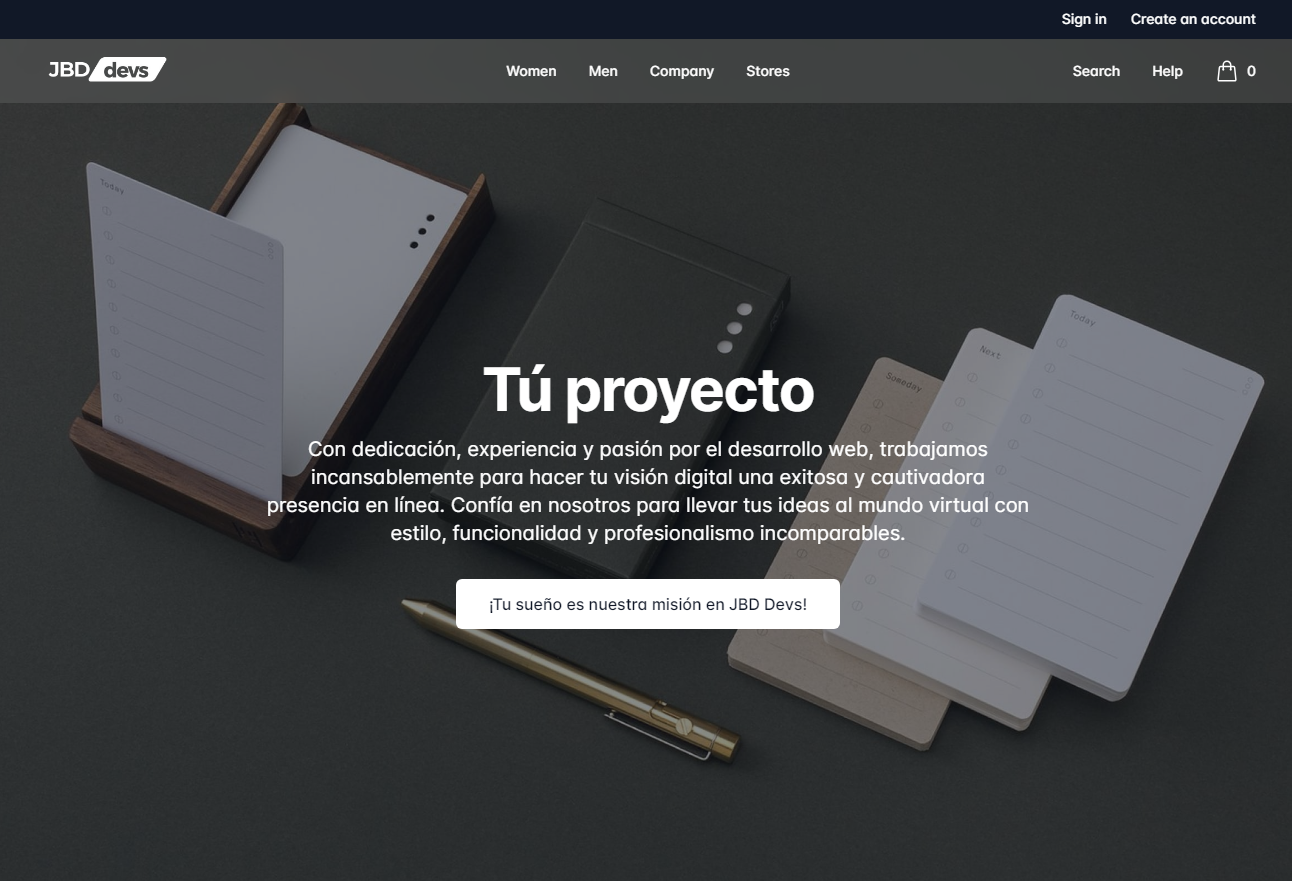 Sign in Create an account
JBD devs Women Men Company Stores Search Help 0
Today
Today
Next
Someday
Tú proyecto
Con dedicación, experiencia y pasión por el desarrollo web, trabajamos
incansablemente para hacer tu visión digital una exitosa y cautivadora
presencia en línea. Confía en nosotros para llevar tus ideas al mundo virtual con
estilo, funcionalidad y profesionalismo incomparables.
¡Tu sueño es nuestra misión en JBD Devs!